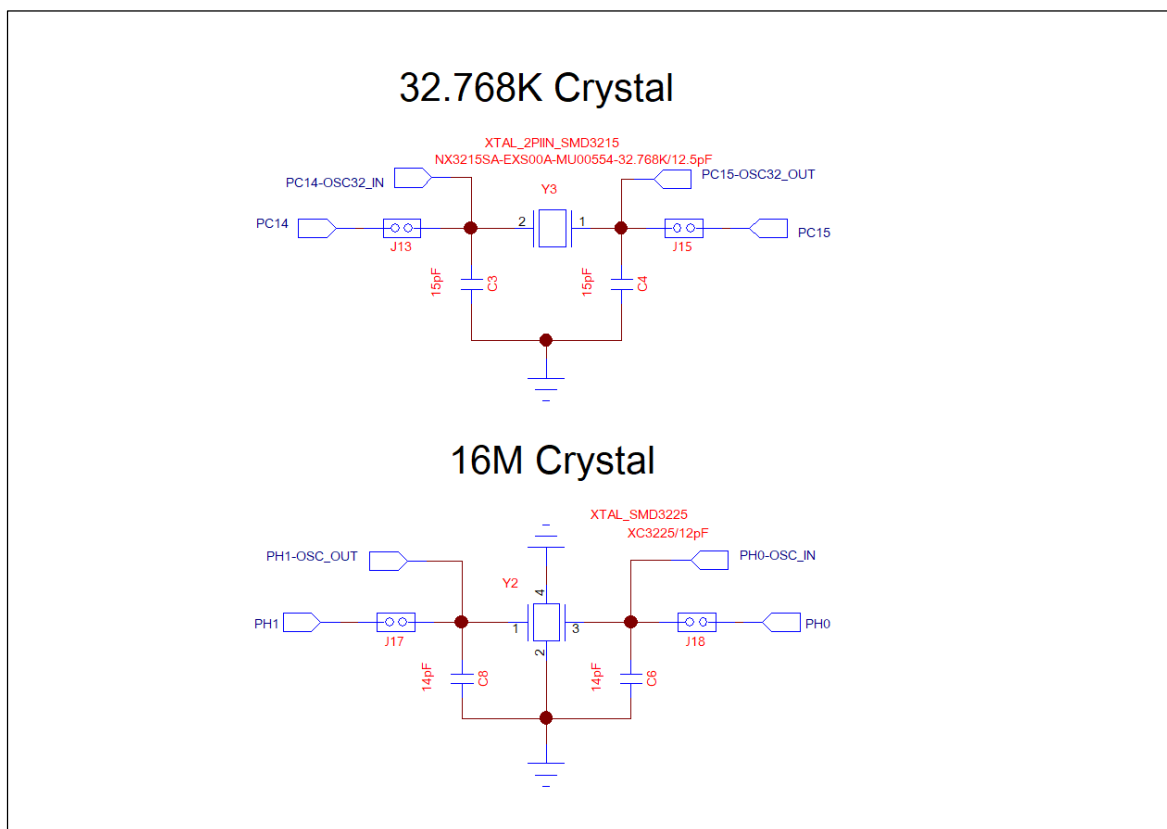 32.768K Crystal
XTAL_2PIIN_SMD3215
NX3215SA-EXS00A-MU00554-32.768K/12.5pF
PC14-OSC32_IN
PC15-OSC32_OUT
Y3
PC14
2
1
PC15
J13
J15
15pF
C3
15pF
C4
16M Crystal
XTAL_SMD3225
XC3225/12pF
PH1-OSC_OUT
PH0-OSC_IN
Y2
4
PH1
1
3
PH0
J17
J18
2
14pF
C8
14pF
C6